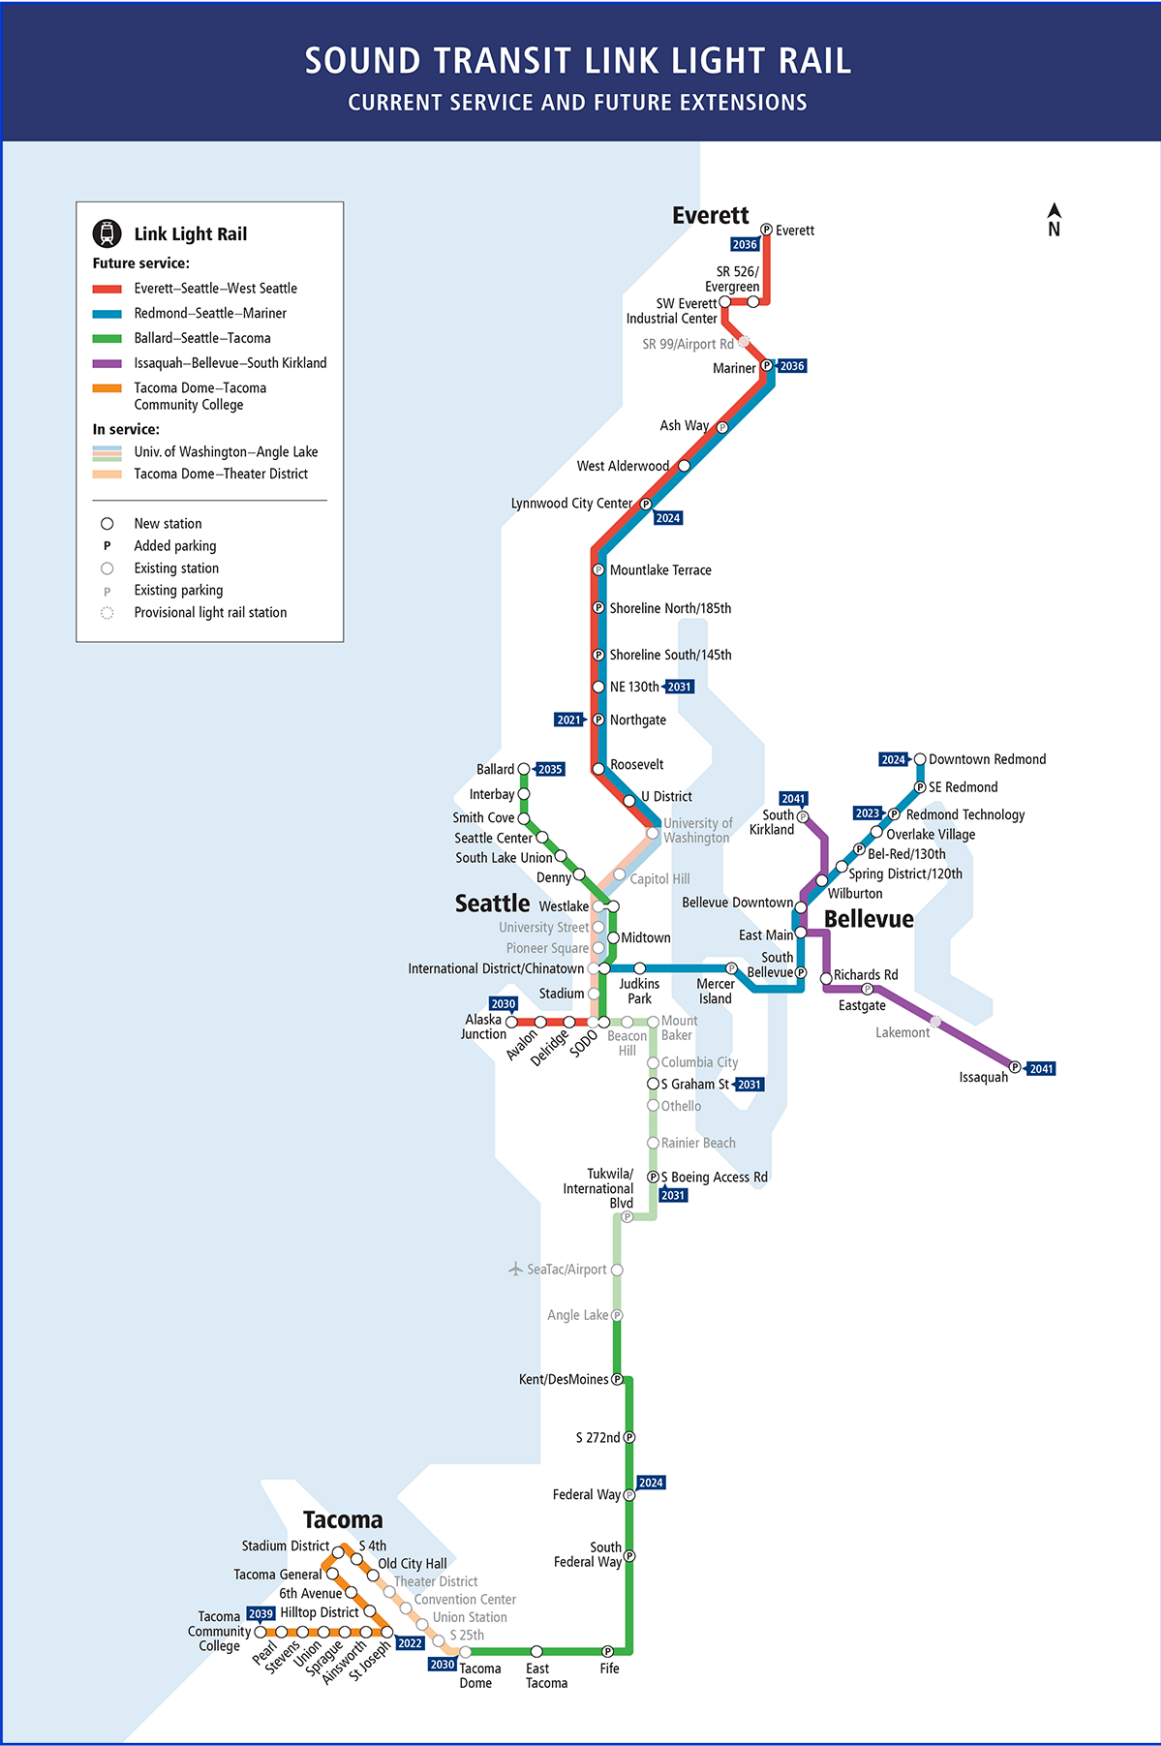 SOUND TRANSIT LINK LIGHT RAIL
CURRENT SERVICE AND FUTURE EXTENSIONS
Link Light Rail
Future service:
Everett–Seattle–West Seattle
Redmond–Seattle–Mariner
Ballard–Seattle–Tacoma
Issaquah–Bellevue–South Kirkland
Tacoma Dome–Tacoma
Community College
In service:
Univ. of Washington–Angle Lake
Tacoma Dome–Theater District
New station
P Added parking
Existing station
P Existing parking
Provisional light rail station
N
Everett
P Everett
2036
SR 526/
Evergreen
SW Everett
Industrial Center
SR 99/Airport Rd
Mariner P 2036
Ash Way P
West Alderwood
Lynnwood City Center P
2024
P Mountlake Terrace
P Shoreline North/185th
P Shoreline South/145th
NE 130th 2031
2021 P Northgate
Roosevelt
U District
University of
Washington
Capitol Hill
Ballard 2035
Interbay
Smith Cove
Seattle Center
South Lake Union
Denny
Seattle
Westlake
University Street
Midtown
Pioneer Square
International District/Chinatown
Judkins
Park
P
Mercer
Island
Stadium
2030
Alaska
Junction
Avalon
Delridge
SODO
Beacon
Hill
Mount
Baker
2024 Downtown Redmond
P SE Redmond
2023 P Redmond Technology
Overlake Village
P Bel-Red/130th
Spring District/120th
Wilburton
2041
South
Kirkland P
Bellevue Downtown
Bellevue
East Main
South
Bellevue P
Richards Rd
P
Eastgate
Lakemont
Issaquah P 2041
Columbia City
S Graham St 2031
Othello
Rainier Beach
P S Boeing Access Rd
2031
Tukwila/
International
Blvd
P
SeaTac/Airport
Angle Lake P
Kent/DesMoines P
S 272nd P
2024
Federal Way P
South
Federal Way P
Tacoma
Stadium District
S 4th
Old City Hall
Tacoma General
Theater District
6th Avenue
Convention Center
Hilltop District
Union Station
S 25th
2039
Tacoma
Community
College
Pearl
Stevens
Union
Sprague
Ainsworth
St Joseph
2022
2030
Tacoma
Dome
East
Tacoma
P
Fife